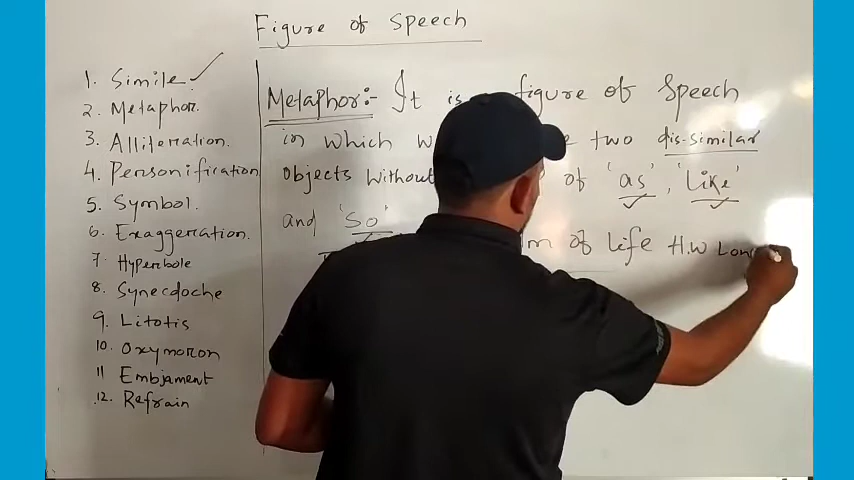 Figure of Speech
1. Simile
2. Metaphor.
3. Alliteration.
4. Personification
5. Symbol.
6. Exaggeration.
7. Hyperbole
8. Synecdoche
9. Litotis
10. Oxymoron
11 Embjament
12. Refrain
Metaphor:- It is figure of Speech
in which two dis-similar
objects without of 'as', 'Like'
and 'So'
of life H.W